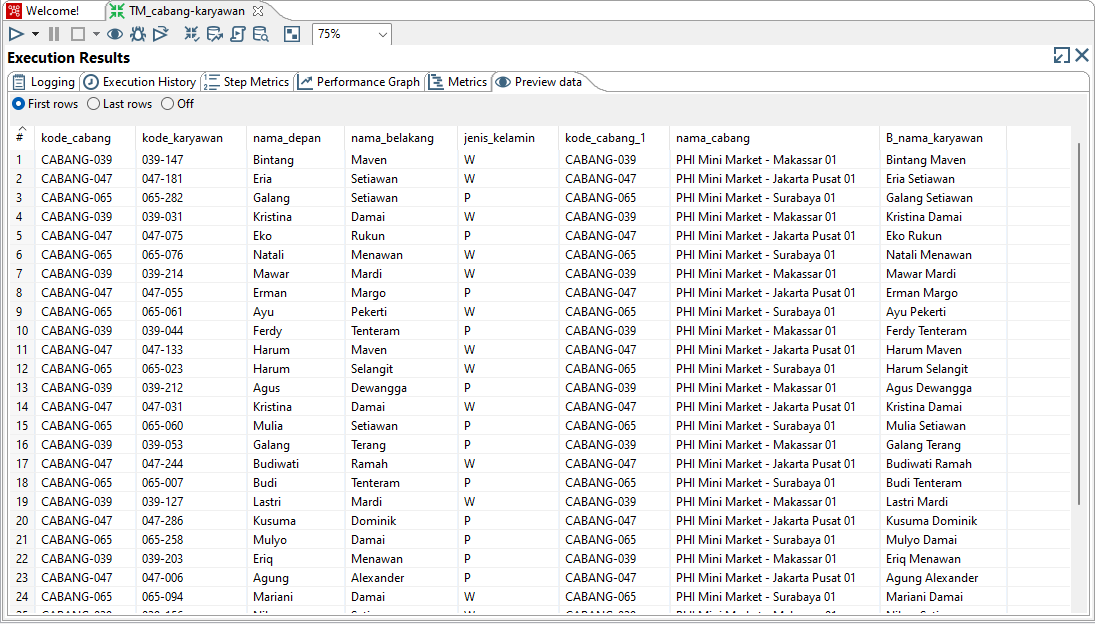 Welcome! TM_cabang-karyawan
75%
Execution Results
Logging Execution History Step Metrics Performance Graph Metrics Preview data
First rows Last rows Off
# kode_cabang kode_karyawan nama_depan nama_belakang jenis_kelamin kode_cabang_1 nama_cabang B_nama_karyawan
1 CABANG-039 039-147 Bintang Maven W CABANG-039 PHI Mini Market - Makassar 01 Bintang Maven
2 CABANG-047 047-181 Eria Setiawan W CABANG-047 PHI Mini Market - Jakarta Pusat 01 Eria Setiawan
3 CABANG-065 065-282 Galang Setiawan P CABANG-065 PHI Mini Market - Surabaya 01 Galang Setiawan
4 CABANG-039 039-031 Kristina Damai W CABANG-039 PHI Mini Market - Makassar 01 Kristina Damai
5 CABANG-047 047-075 Eko Rukun P CABANG-047 PHI Mini Market - Jakarta Pusat 01 Eko Rukun
6 CABANG-065 065-076 Natali Menawan W CABANG-065 PHI Mini Market - Surabaya 01 Natali Menawan
7 CABANG-039 039-214 Mawar Mardi W CABANG-039 PHI Mini Market - Makassar 01 Mawar Mardi
8 CABANG-047 047-055 Erman Margo P CABANG-047 PHI Mini Market - Jakarta Pusat 01 Erman Margo
9 CABANG-065 065-061 Ayu Pekerti W CABANG-065 PHI Mini Market - Surabaya 01 Ayu Pekerti
10 CABANG-039 039-044 Ferdy Tenteram P CABANG-039 PHI Mini Market - Makassar 01 Ferdy Tenteram
11 CABANG-047 047-133 Harum Maven W CABANG-047 PHI Mini Market - Jakarta Pusat 01 Harum Maven
12 CABANG-065 065-023 Harum Selangit W CABANG-065 PHI Mini Market - Surabaya 01 Harum Selangit
13 CABANG-039 039-212 Agus Dewangga P CABANG-039 PHI Mini Market - Makassar 01 Agus Dewangga
14 CABANG-047 047-031 Kristina Damai W CABANG-047 PHI Mini Market - Jakarta Pusat 01 Kristina Damai
15 CABANG-065 065-060 Mulia Setiawan P CABANG-065 PHI Mini Market - Surabaya 01 Mulia Setiawan
16 CABANG-039 039-053 Galang Terang P CABANG-039 PHI Mini Market - Makassar 01 Galang Terang
17 CABANG-047 047-244 Budiwati Ramah W CABANG-047 PHI Mini Market - Jakarta Pusat 01 Budiwati Ramah
18 CABANG-065 065-007 Budi Tenteram P CABANG-065 PHI Mini Market - Surabaya 01 Budi Tenteram
19 CABANG-039 039-127 Lastri Mardi W CABANG-039 PHI Mini Market - Makassar 01 Lastri Mardi
20 CABANG-047 047-286 Kusuma Dominik P CABANG-047 PHI Mini Market - Jakarta Pusat 01 Kusuma Dominik
21 CABANG-065 065-258 Mulyo Damai P CABANG-065 PHI Mini Market - Surabaya 01 Mulyo Damai
22 CABANG-039 039-203 Eriq Menawan P CABANG-039 PHI Mini Market - Makassar 01 Eriq Menawan
23 CABANG-047 047-006 Agung Alexander P CABANG-047 PHI Mini Market - Jakarta Pusat 01 Agung Alexander
24 CABANG-065 065-094 Mariani Damai W CABANG-065 PHI Mini Market - Surabaya 01 Mariani Damai